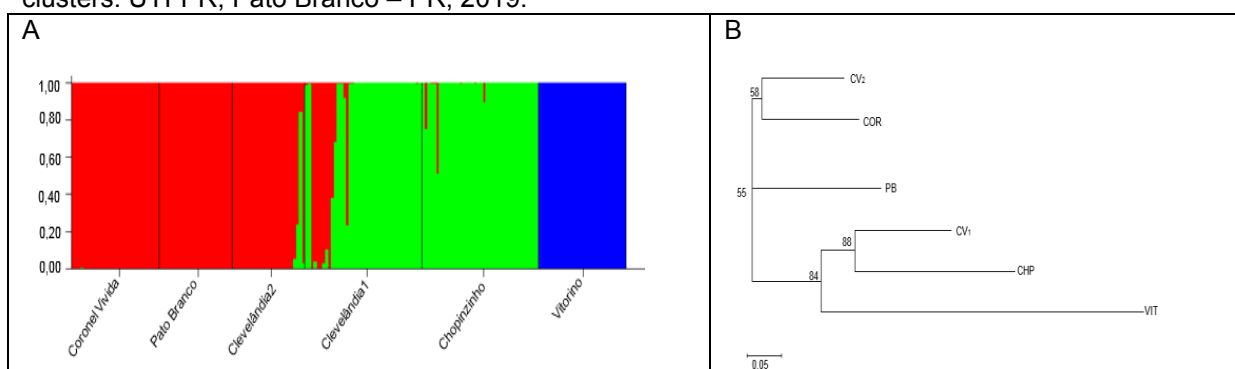 clusters. UTFPR, Pato Branco – PR, 2019.
A
B
1,00
0,80
0,60
0,40
0,20
0,00
Coronel Vivida
Pato Branco
Clevelândia2
Clevelândia1
Chopinzinho
Vitorino
CV2
58
COR
55
PB
CV1
88
84
CHP
VIT
0.05